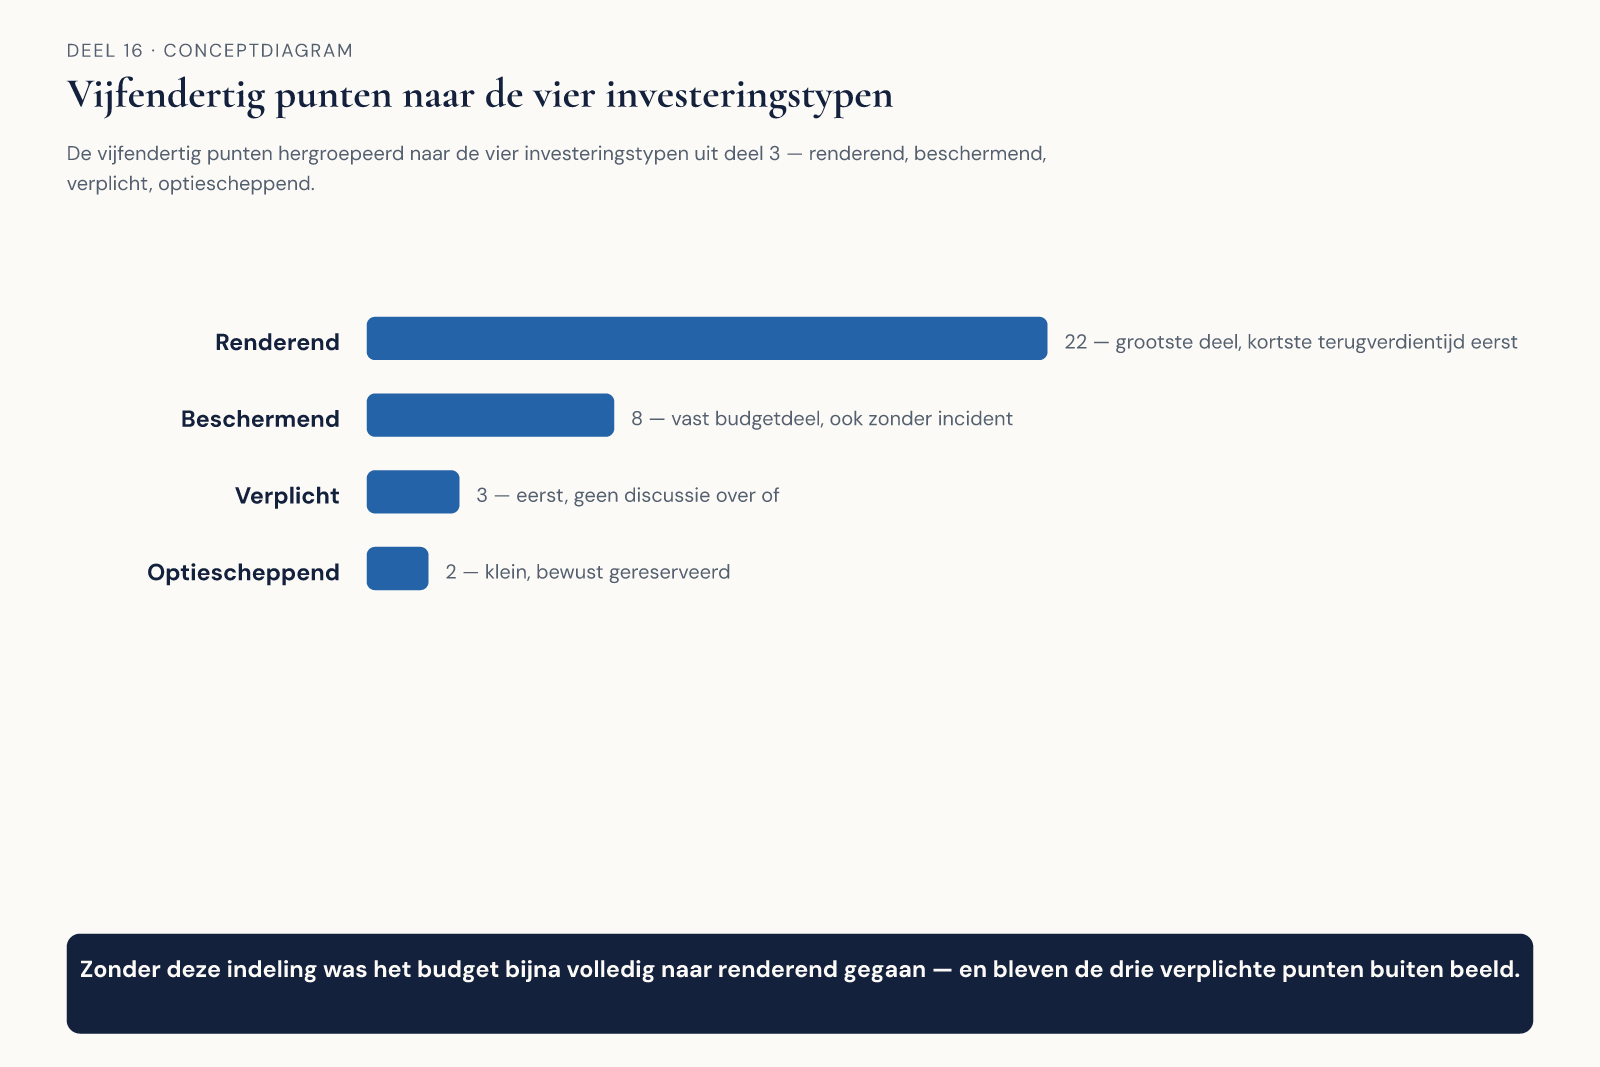 DEEL 16 · CONCEPTDIAGRAM
Vijfendertig punten naar de vier investeringstypen
De vijfendertig punten hergroepeerd naar de vier investeringstypen uit deel 3 — renderend, beschermend,
verplicht, optiescheppend.
Renderend 22 — grootste deel, kortste terugverdientijd eerst
Beschermend 8 — vast budgetdeel, ook zonder incident
Verplicht 3 — eerst, geen discussie over of
Optiescheppend 2 — klein, bewust gereserveerd
Zonder deze indeling was het budget bijna volledig naar renderend gegaan — en bleven de drie verplichte punten buiten beeld.